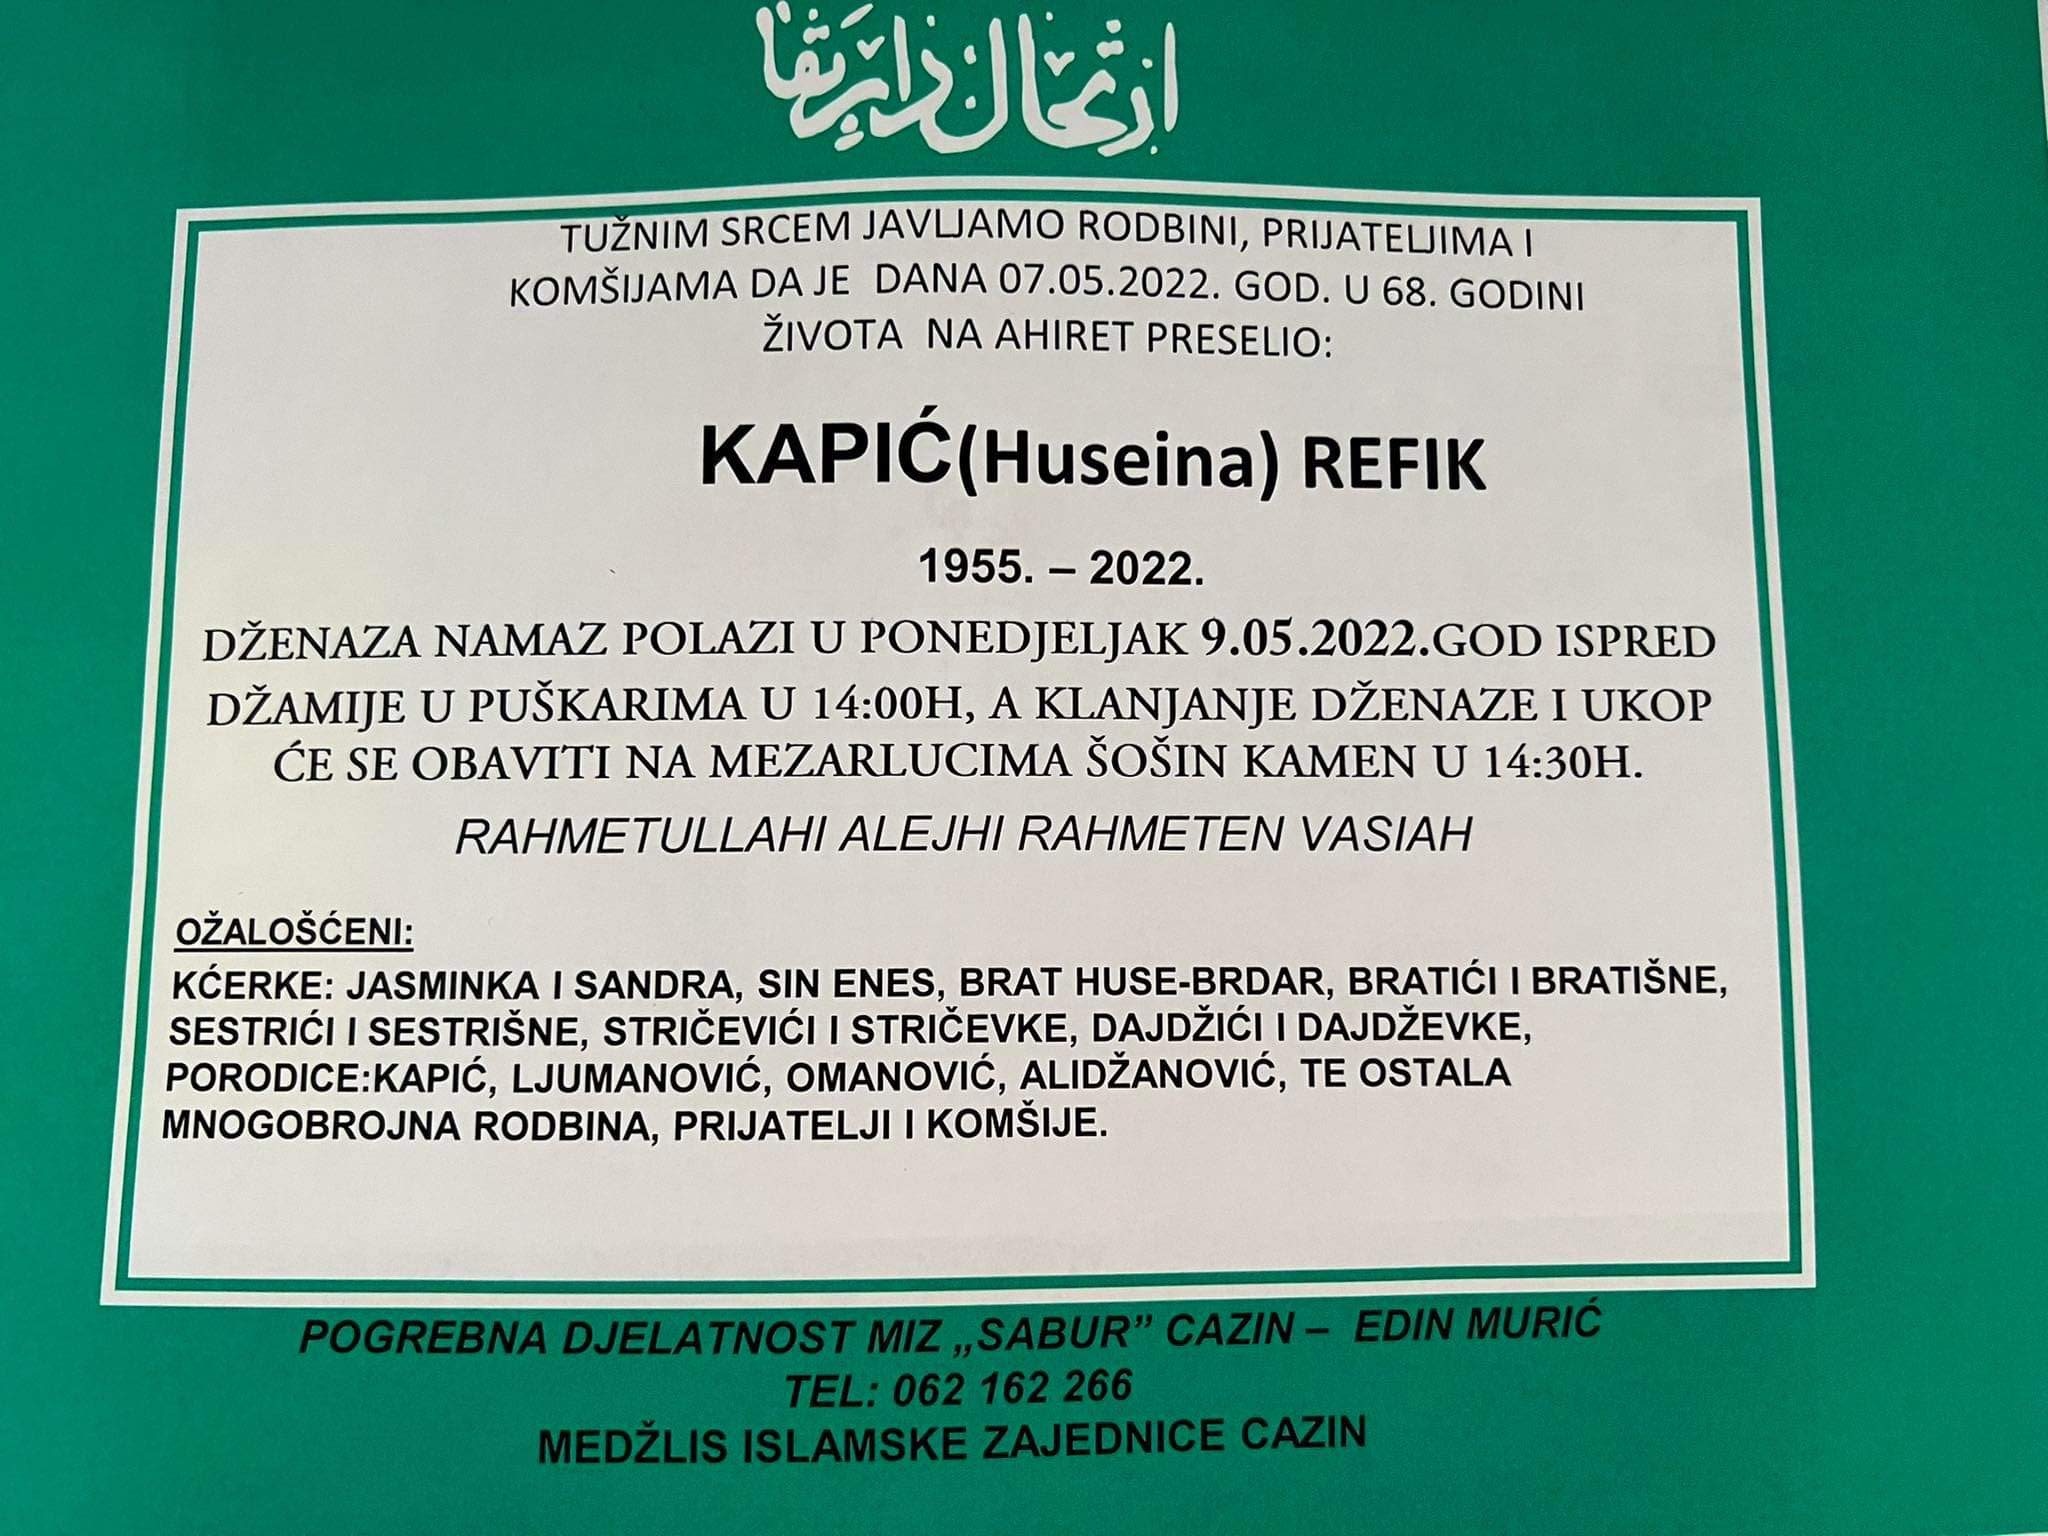 ارتحال دار بقا
TUŽNIM SRCEM JAVLJAMO RODBINI, PRIJATELJIMA I
KOMŠIJAMA DA JE DANA 07.05.2022. GOD. U 68. GODINI
ŽIVOTA NA AHIRET PRESELIO:
KAPIĆ(Huseina) REFIK
1955. – 2022.
DŽENAZA NAMAZ POLAZI U PONEDJELJAK 9.05.2022.GOD ISPRED
DŽAMIJE U PUŠKARIMA U 14:00H, A KLANJANJE DŽENAZE I UKOP
ĆE SE OBAVITI NA MEZARLUCIMA ŠOŠIN KAMEN U 14:30H.
RAHMETULLAHI ALEJHI RAHMETEN VASIAH
OŽALOŠĆENI:
KĆERKE: JASMINKA I SANDRA, SIN ENES, BRAT HUSE-BRDAR, BRATIĆI I BRATIŠNE,
SESTRIĆI I SESTRIŠNE, STRIČEVIĆI I STRIČEVKE, DAJDŽIĆI I DAJDŽEVKE,
PORODICE:KAPIĆ, LJUMANOVIĆ, OMANOVIĆ, ALIDŽANOVIĆ, TE OSTALA
MNOGOBROJNA RODBINA, PRIJATELJI I KOMŠIJE.
POGREBNA DJELATNOST MIZ „SABUR” CAZIN – EDIN MURIĆ
TEL: 062 162 266
MEDŽLIS ISLAMSKE ZAJEDNICE CAZIN